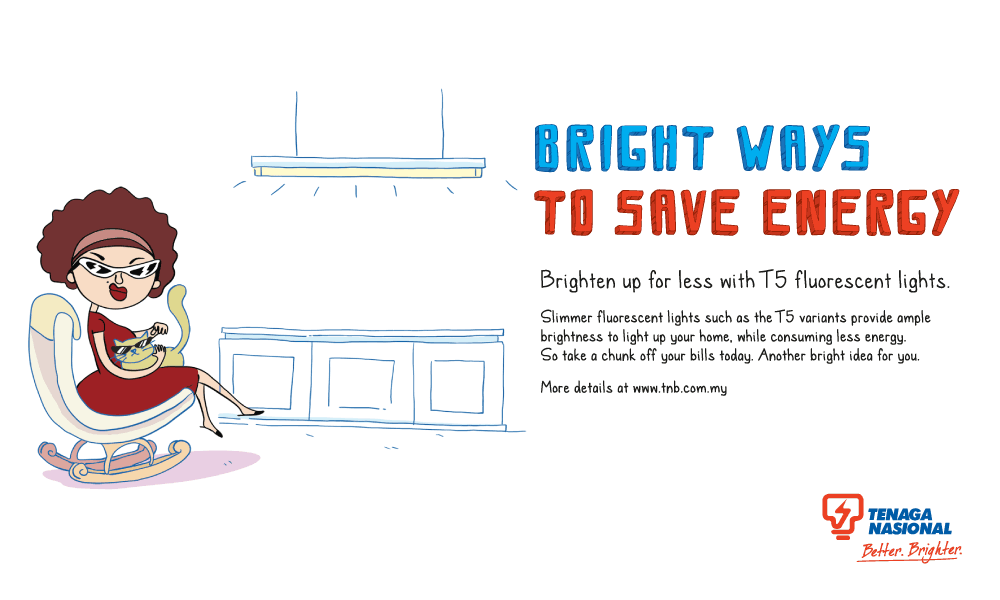 BRIGHT WAYS
TO SAVE ENERGY
Brighten up for less with T5 fluorescent lights.
Slimmer fluorescent lights such as the T5 variants provide ample
brightness to light up your home, while consuming less energy.
So take a chunk off your bills today. Another bright idea for you.
More details at www.tnb.com.my
TENAGA
NASIONAL
Better. Brighter.